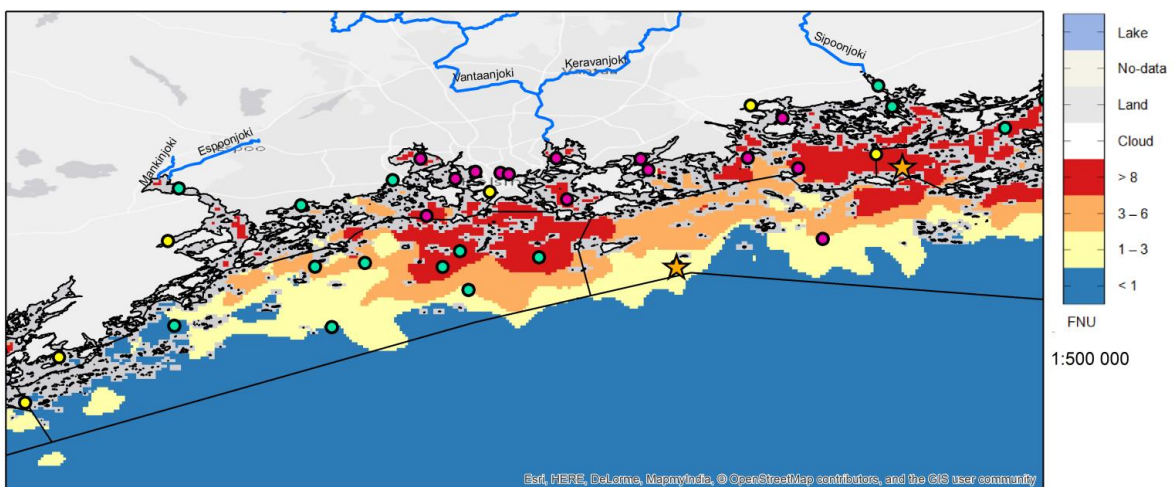 Sipoonjoki
Keravanjoki
Vantaanjoki
Espoonjoki
Mankinjoki
Lake
No-data
Land
Cloud
> 8
3 – 6
1 – 3
< 1
FNU
1:500 000
Esri, HERE, DeLorme, MapmyIndia, © OpenStreetMap contributors, and the GIS user community